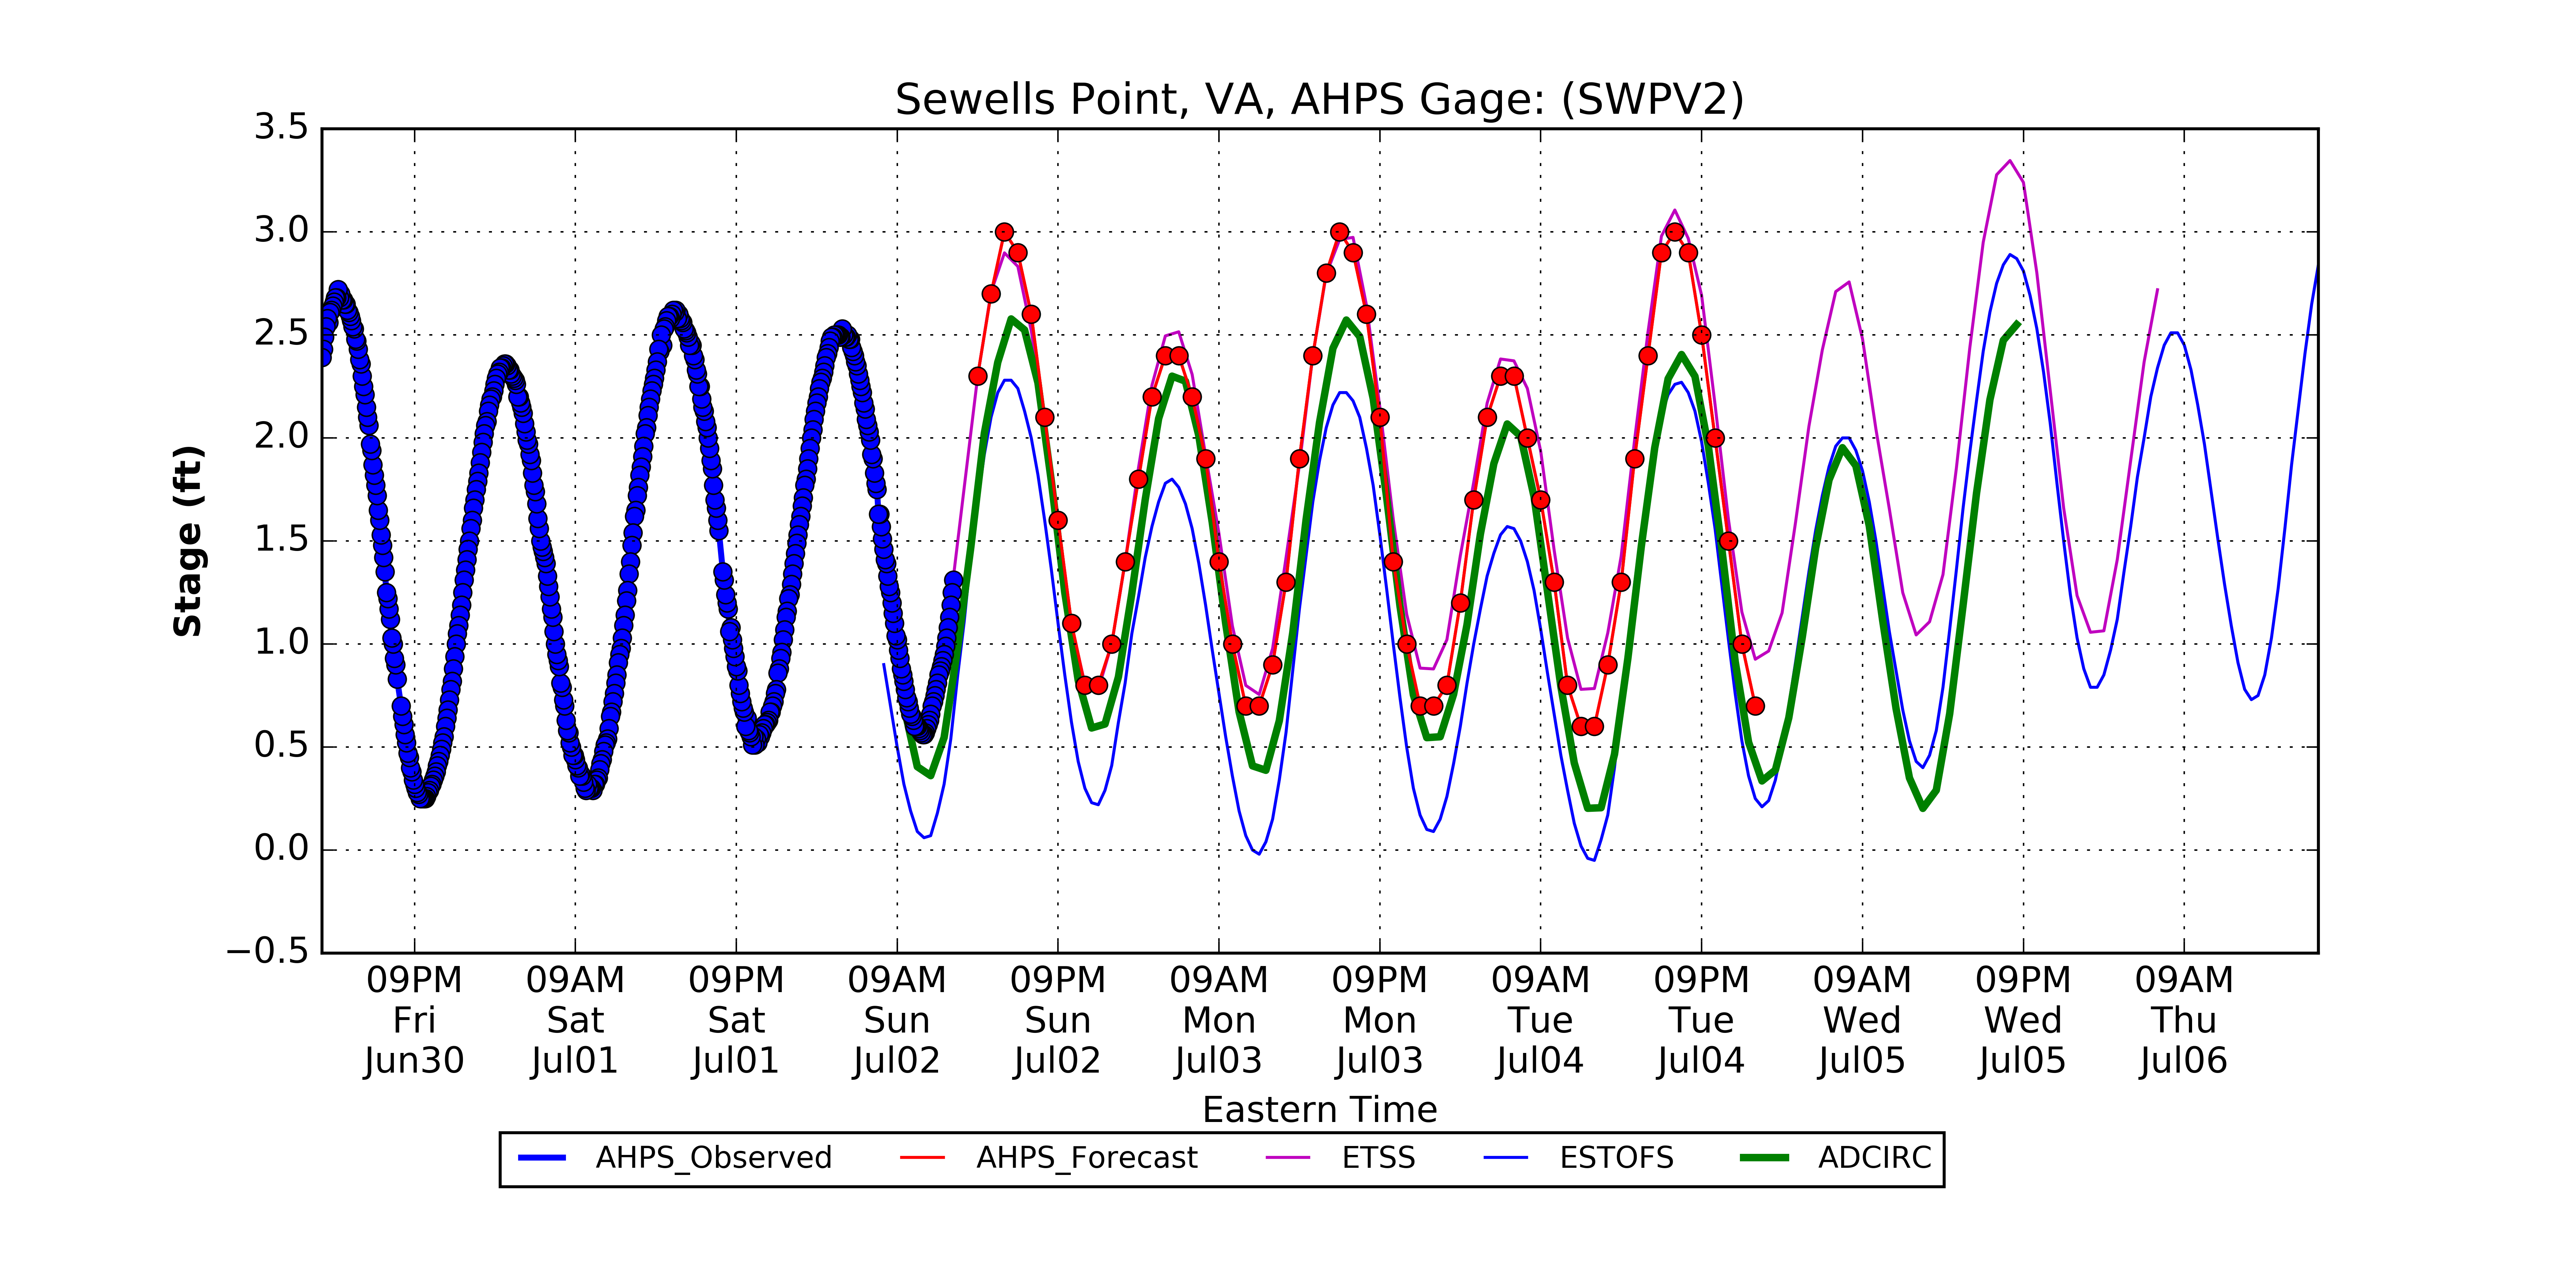 Sewells Point, VA, AHPS Gage: (SWPV2)
3.5
3.0
2.5
2.0
1.5
1.0
0.5
0.0
−0.5
Stage (ft)
09PM 09AM 09PM 09AM 09PM 09AM 09PM 09AM 09PM 09AM 09PM 09AM
Fri Sat Sat Sun Sun Mon Mon Tue Tue Wed Wed Thu
Jun30 Jul01 Jul01 Jul02 Jul02 Jul03 Jul03 Jul04 Jul04 Jul05 Jul05 Jul06
Eastern Time
AHPS_Observed AHPS_Forecast ETSS ESTOFS ADCIRC